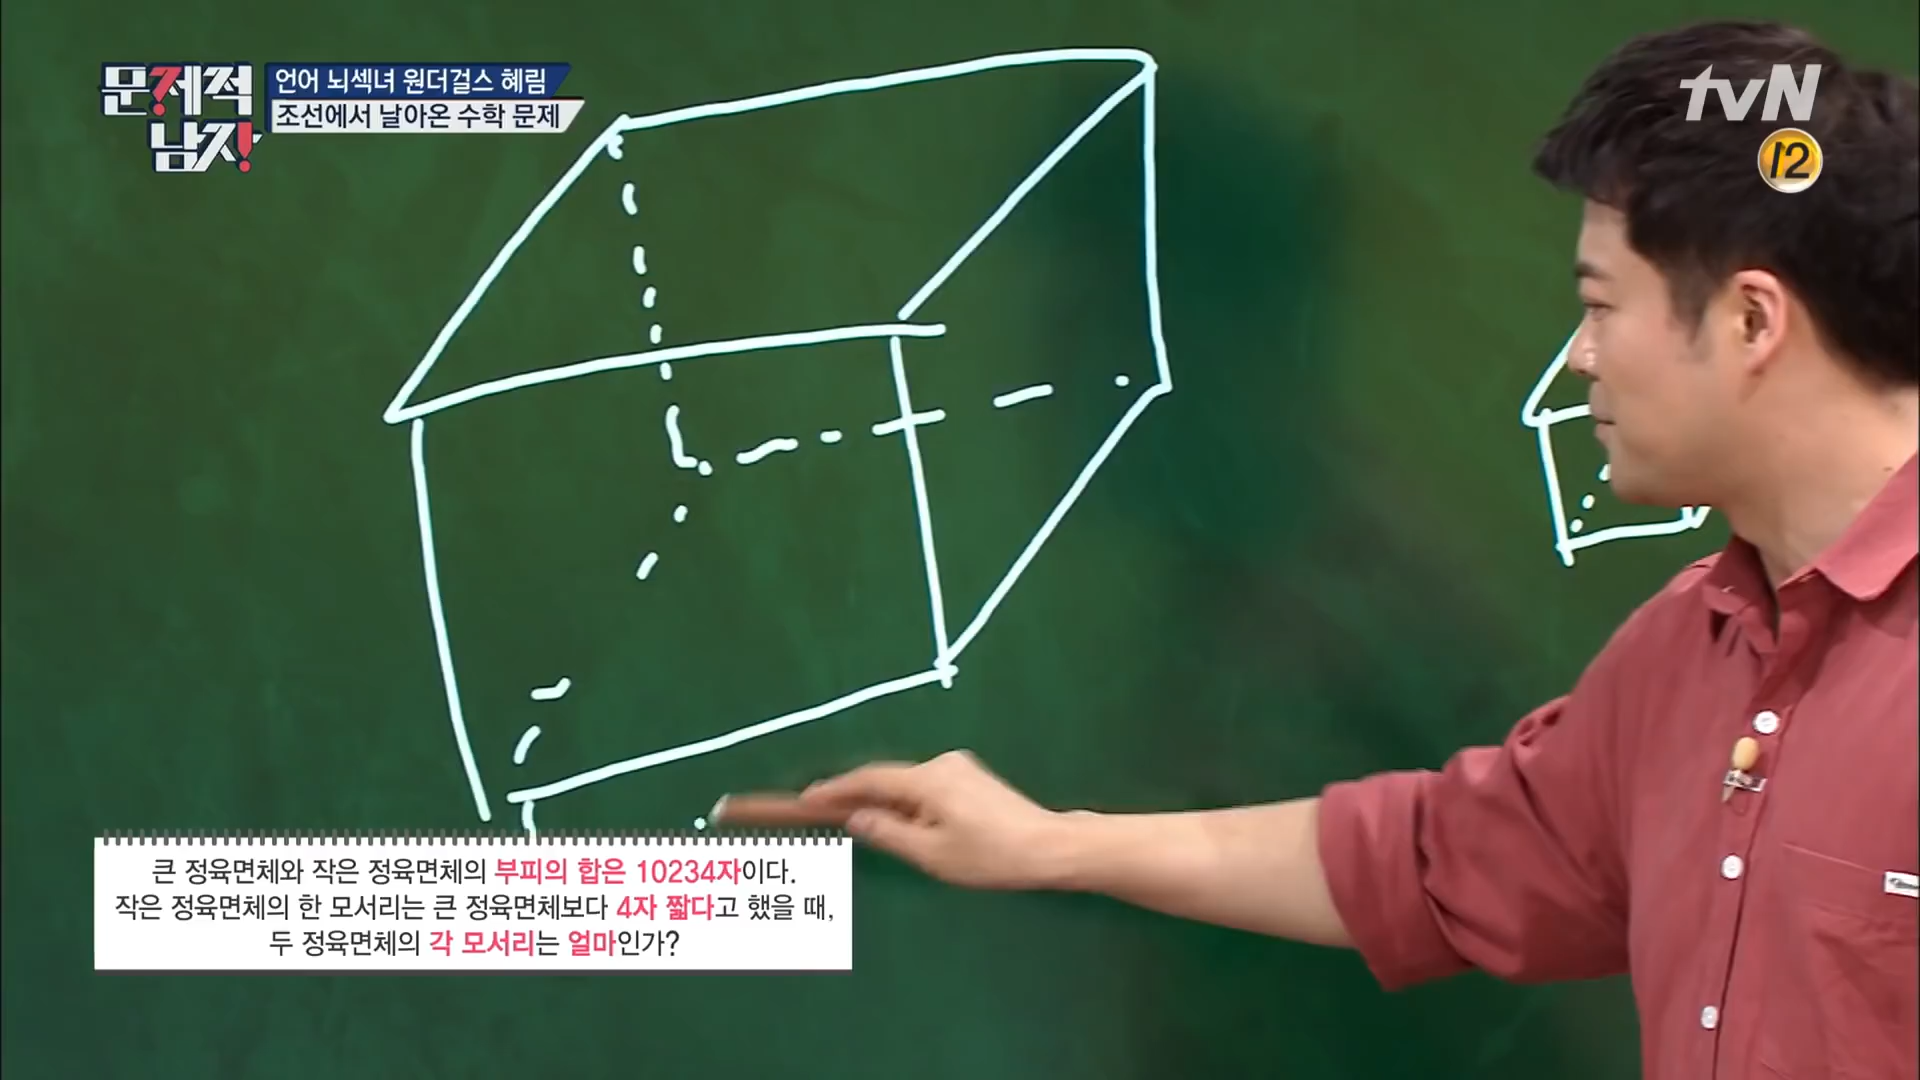 문제적
남자
언어 뇌섹녀 원더걸스 혜림
조선에서 날아온 수학 문제
tvN
12
큰 정육면체와 작은 정육면체의 부피의 합은 10234자이다.
작은 정육면체의 한 모서리는 큰 정육면체보다 4자 짧다고 했을 때,
두 정육면체의 각 모서리는 얼마인가?